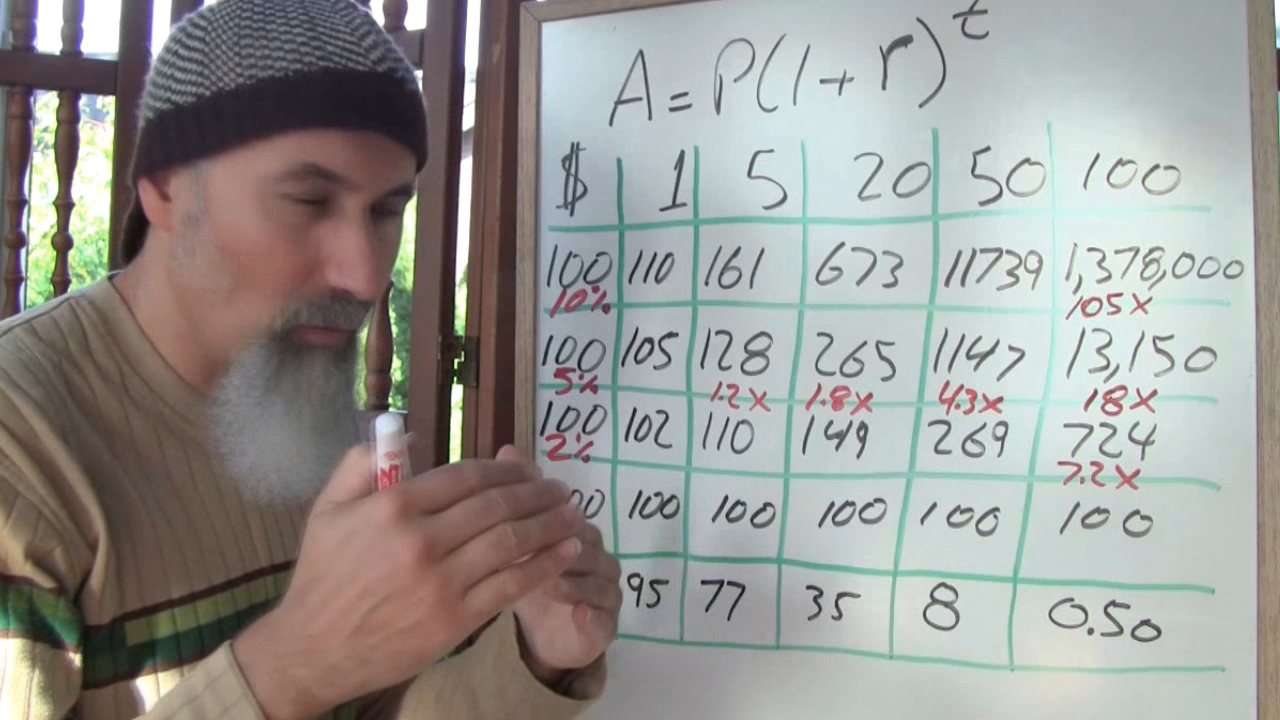 A = P(1+r)^t
$ 1 5 20 50 100
100 110 161 673 11739 1,378,000
10% 105x
100 105 128 265 1147 13,150
5% 1.2x 1.8x 4.3x 18x
100 102 110 149 269 724
2% 7.2x
00 100 100 100 100 100
95 77 35 8 0.50